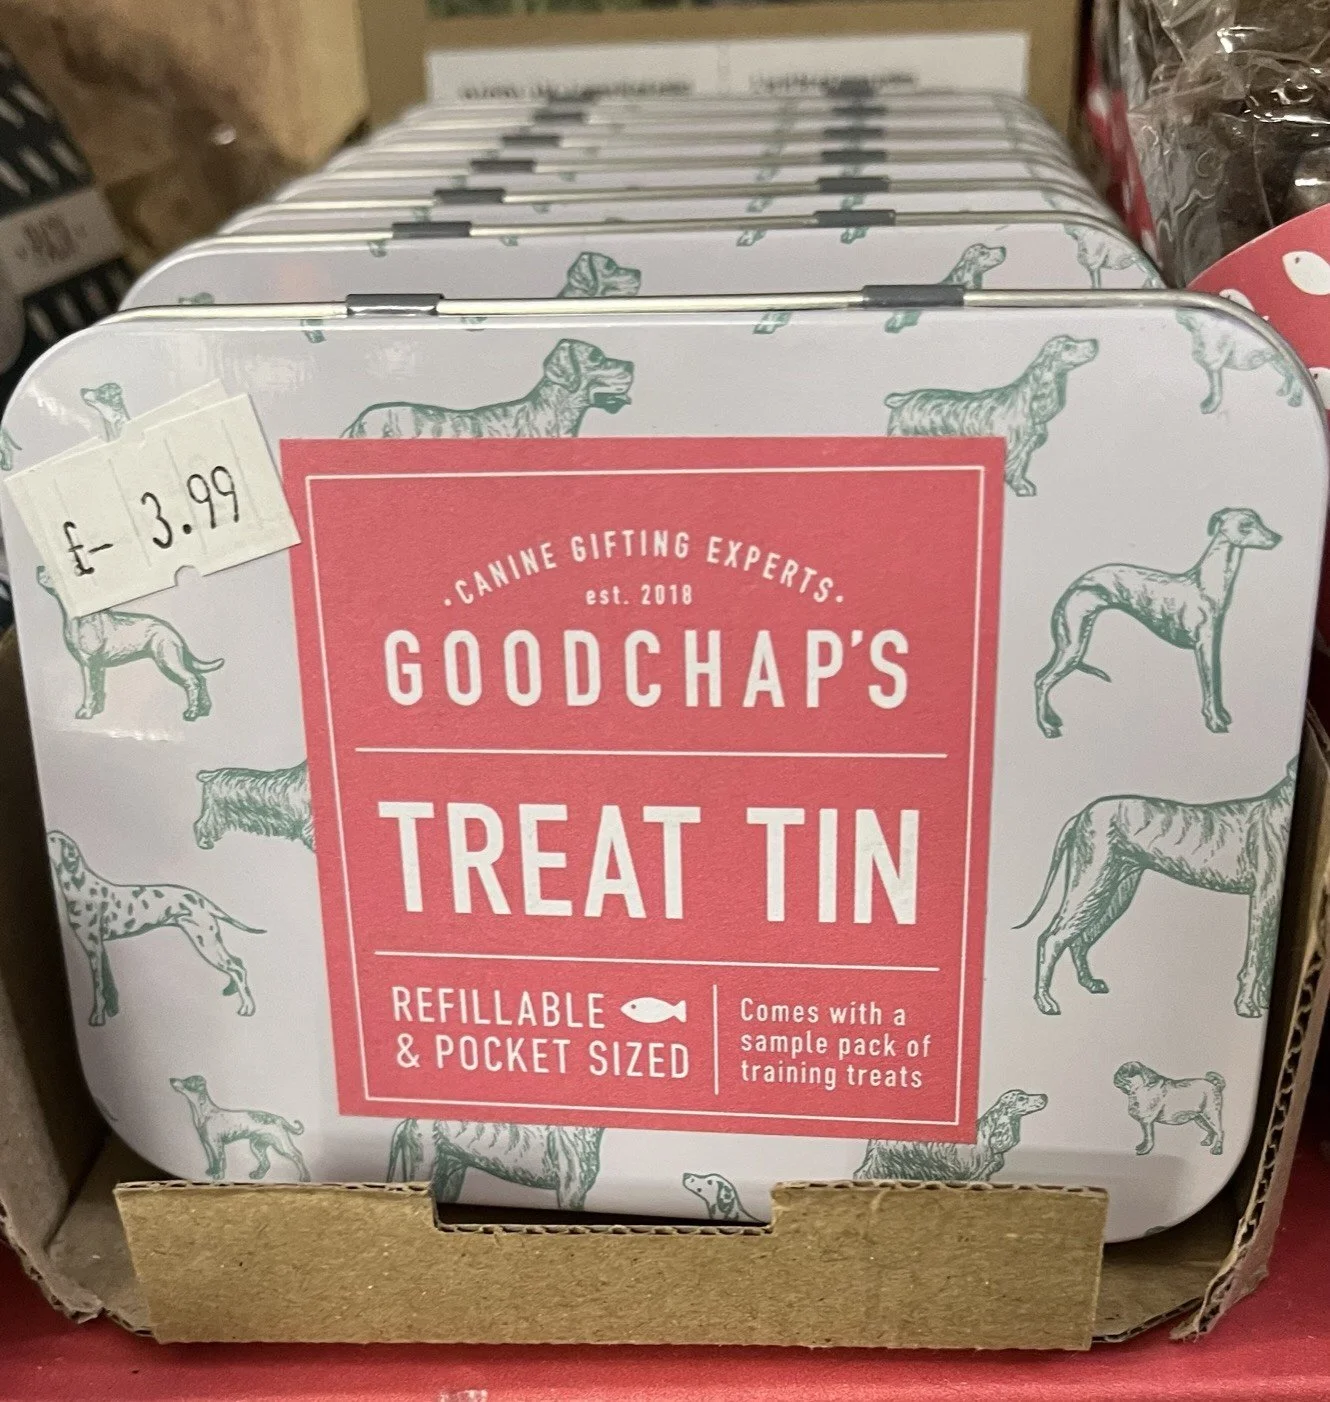 £- 3.99
·CANINE GIFTING EXPERTS·
est. 2018
GOODCHAP'S
TREAT TIN
REFILLABLE
& POCKET SIZED
Comes with a
sample pack of
training treats